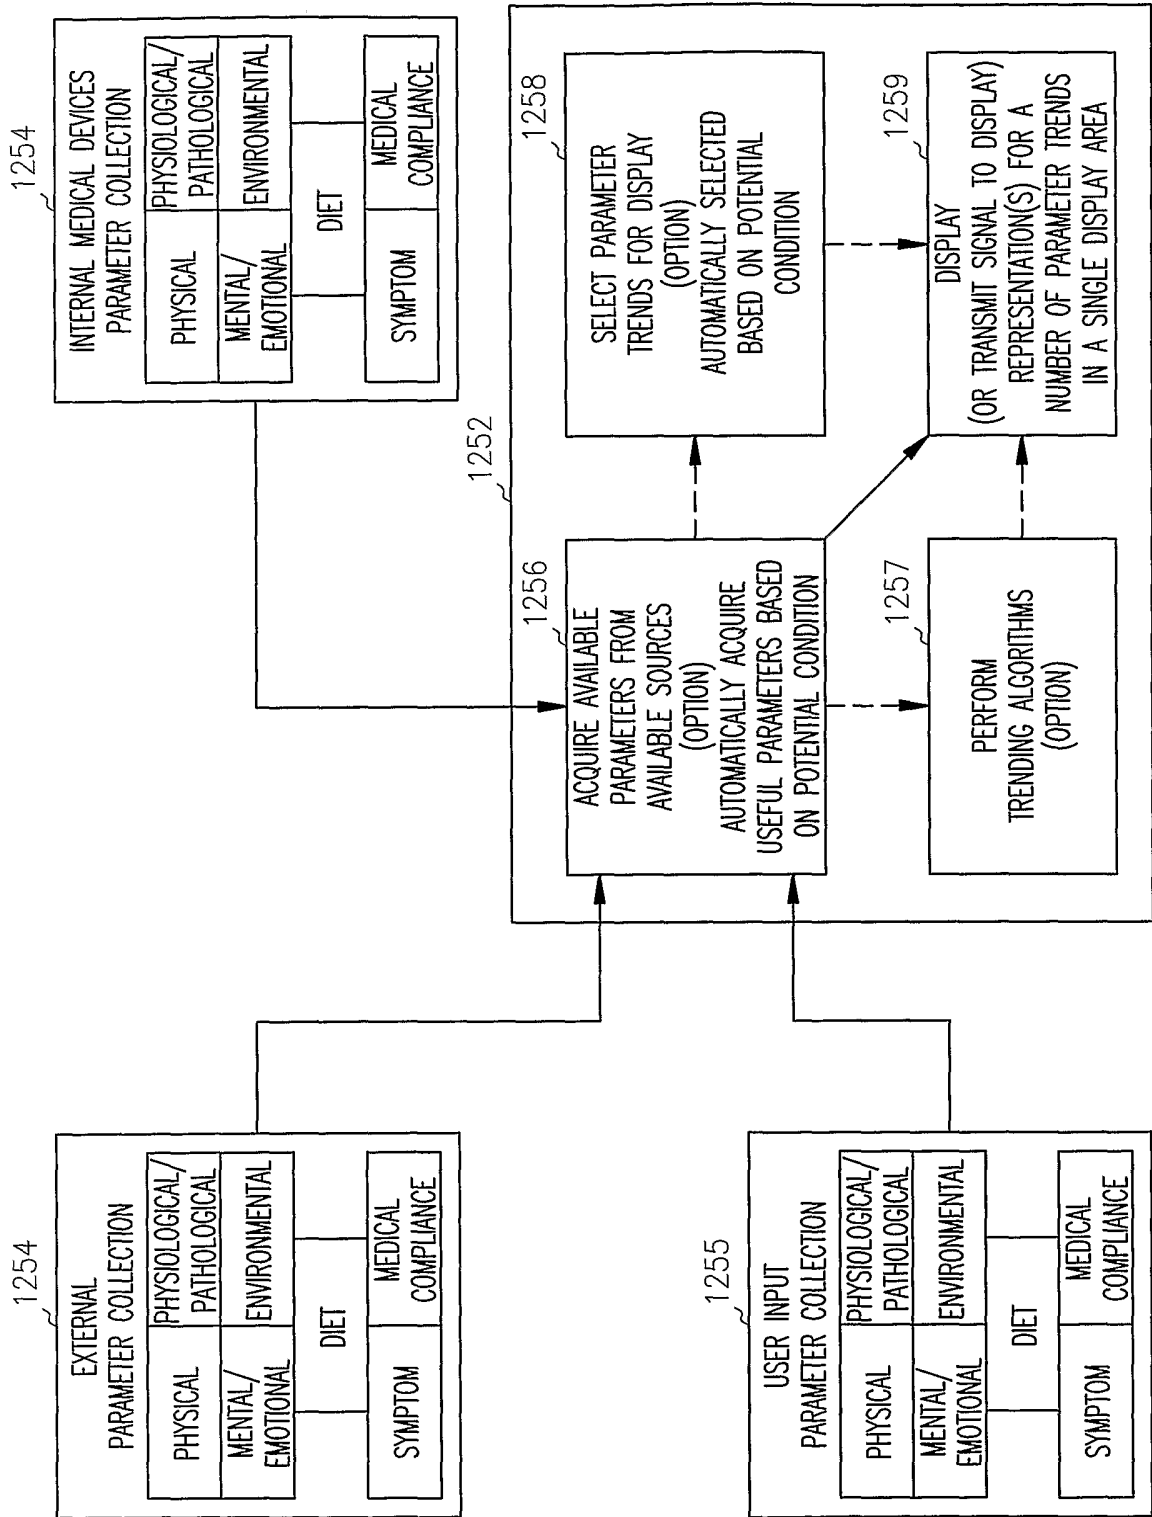 1254
EXTERNAL
PARAMETER COLLECTION
PHYSICAL
PHYSIOLOGICAL/
PATHOLOGICAL
MENTAL/
EMOTIONAL
ENVIRONMENTAL
DIET
SYMPTOM
MEDICAL
COMPLIANCE
1254
INTERNAL MEDICAL DEVICES
PARAMETER COLLECTION
PHYSICAL
PHYSIOLOGICAL/
PATHOLOGICAL
MENTAL/
EMOTIONAL
ENVIRONMENTAL
DIET
SYMPTOM
MEDICAL
COMPLIANCE
1255
USER INPUT
PARAMETER COLLECTION
PHYSICAL
PHYSIOLOGICAL/
PATHOLOGICAL
MENTAL/
EMOTIONAL
ENVIRONMENTAL
DIET
SYMPTOM
MEDICAL
COMPLIANCE
1252
1256
ACQUIRE AVAILABLE
PARAMETERS FROM
AVAILABLE SOURCES
(OPTION)
AUTOMATICALLY ACQUIRE
USEFUL PARAMETERS BASED
ON POTENTIAL CONDITION
1258
SELECT PARAMETER
TRENDS FOR DISPLAY
(OPTION)
AUTOMATICALLY SELECTED
BASED ON POTENTIAL
CONDITION
1257
PERFORM
TRENDING ALGORITHMS
(OPTION)
1259
DISPLAY
(OR TRANSMIT SIGNAL TO DISPLAY)
REPRESENTATION(S) FOR A
NUMBER OF PARAMETER TRENDS
IN A SINGLE DISPLAY AREA